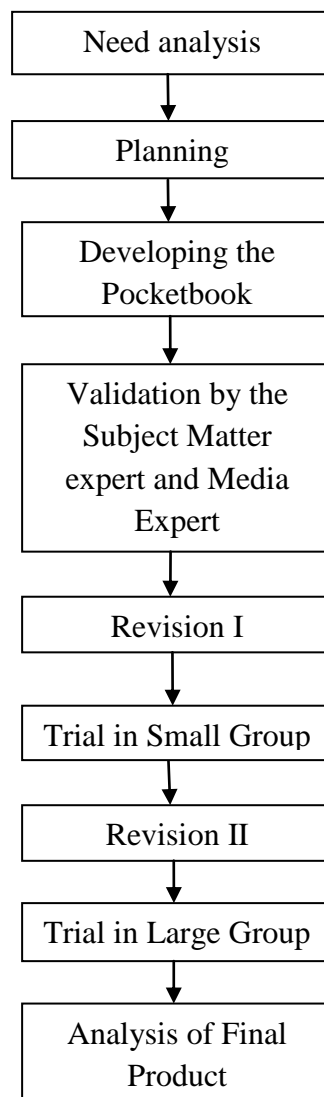 Need analysis
Planning
Developing the
Pocketbook
Validation by the
Subject Matter
expert and Media
Expert
Revision I
Trial in Small Group
Revision II
Trial in Large Group
Analysis of Final
Product